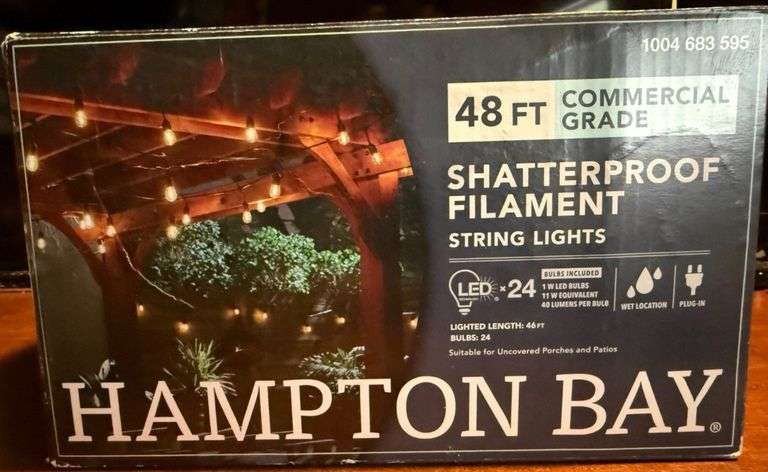 1004 683 595
48 FT
COMMERCIAL
GRADE
SHATTERPROOF
FILAMENT
STRING LIGHTS
LED
× 24
BULBS INCLUDED
1 W LED BULBS
11 W EQUIVALENT
40 LUMENS PER BULB
WET LOCATION
PLUG-IN
LIGHTED LENGTH: 46 FT
BULBS: 24
Suitable for Uncovered Porches and Patios
HAMPTON BAY®